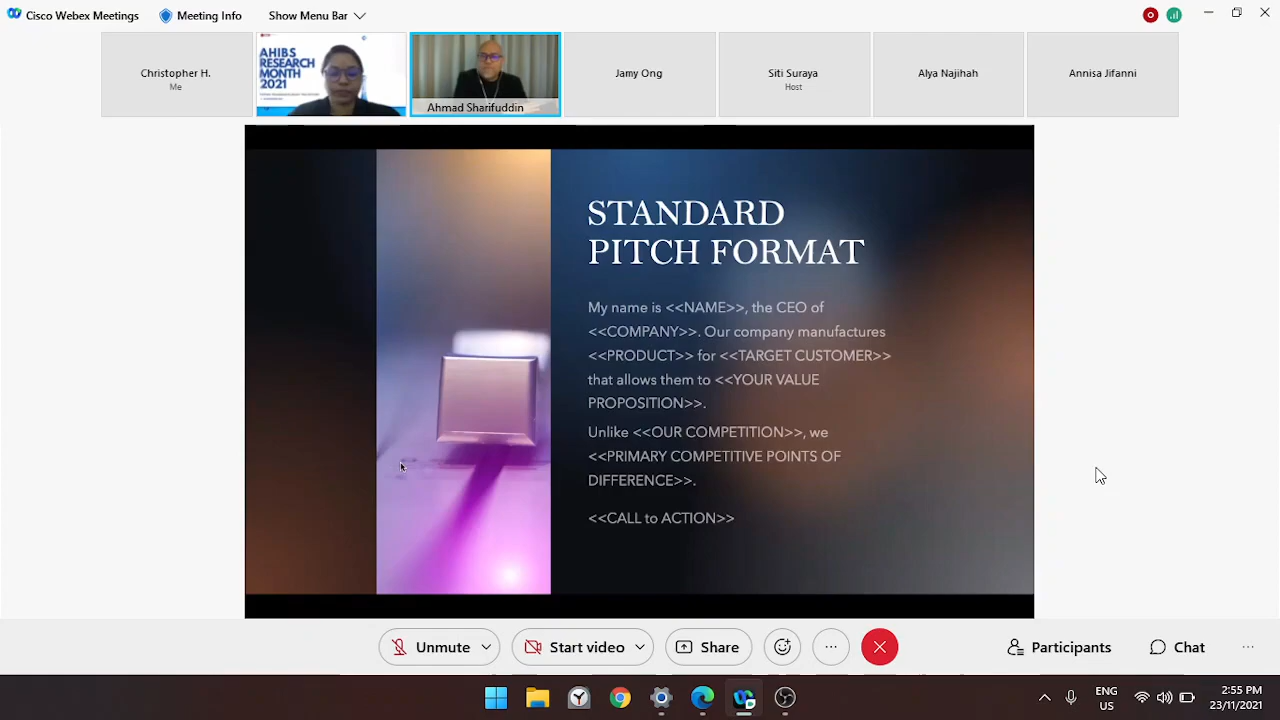 Cisco Webex Meetings
Meeting Info
Show Menu Bar
Christopher H.
Me
AHIBS
RESEARCH
MONTH
2021
Ahmad Sharifuddin
Jamy Ong
Siti Suraya
Host
Alya Najihah
Annisa Jifanni
STANDARD
PITCH FORMAT
My name is <<NAME>>, the CEO of
<<COMPANY>>. Our company manufactures
<<PRODUCT>> for <<TARGET CUSTOMER>>
that allows them to <<YOUR VALUE
PROPOSITION>>.
Unlike <<OUR COMPETITION>>, we
<<PRIMARY COMPETITIVE POINTS OF
DIFFERENCE>>.
<<CALL to ACTION>>
Unmute
Start video
Share
Participants
Chat
ENG
US
2:53 PM
23/11/2021